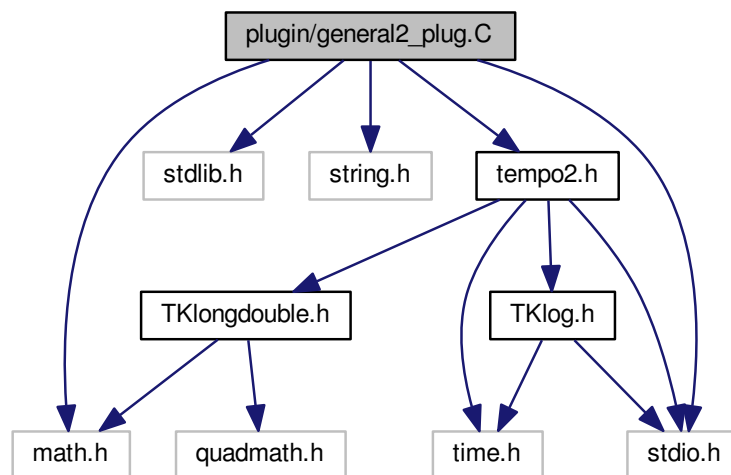 plugin/general2_plug.C
stdlib.h
string.h
tempo2.h
TKlongdouble.h
TKlog.h
math.h
quadmath.h
time.h
stdio.h